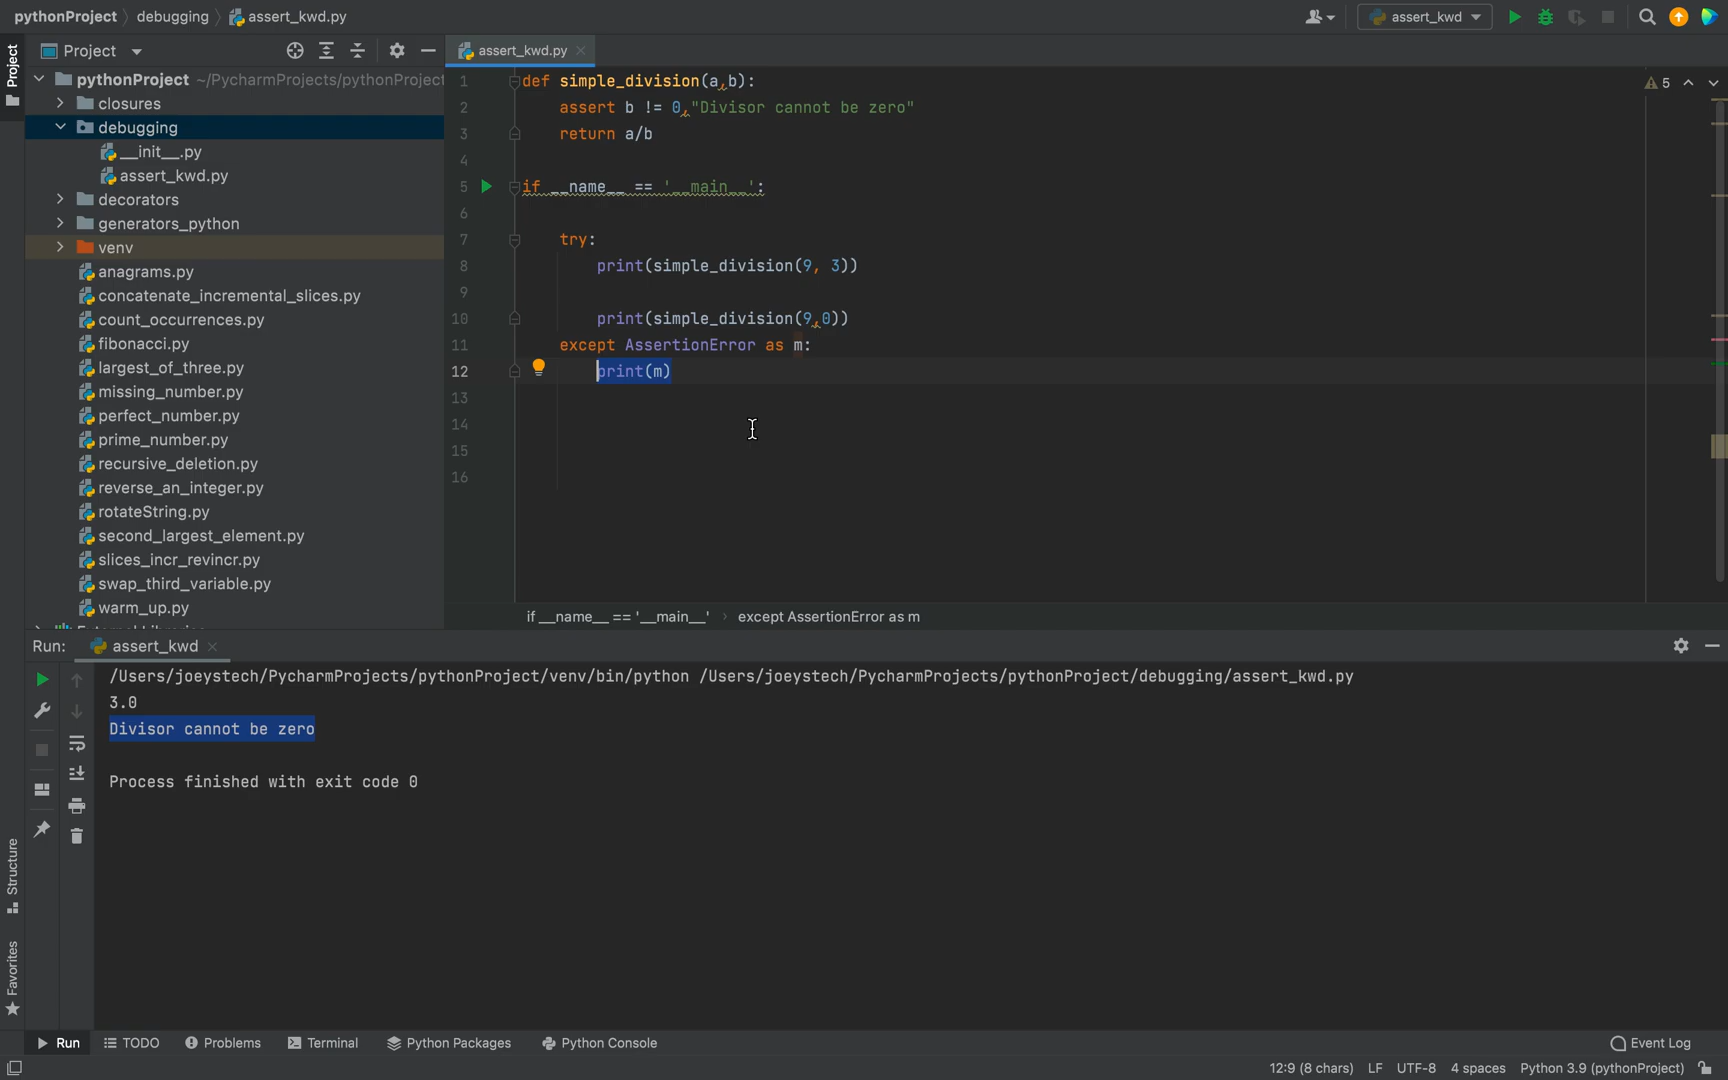 pythonProject debugging assert_kwd.py
assert_kwd
Project
assert_kwd.py
pythonProject ~/PycharmProjects/pythonProject
closures
debugging
__init__.py
assert_kwd.py
decorators
generators_python
venv
anagrams.py
concatenate_incremental_slices.py
count_occurrences.py
fibonacci.py
largest_of_three.py
missing_number.py
perfect_number.py
prime_number.py
recursive_deletion.py
reverse_an_integer.py
rotateString.py
second_largest_element.py
slices_incr_revincr.py
swap_third_variable.py
warm_up.py
Project
Structure
Favorites
5
1 def simple_division(a,b):
2 assert b != 0,"Divisor cannot be zero"
3 return a/b
4
5 if __name__ == '__main__':
6
7 try:
8 print(simple_division(9, 3))
9
10 print(simple_division(9,0))
11 except AssertionError as m:
12 print(m)
13
14
15
16
if __name__ == '__main__' › except AssertionError as m
Run: assert_kwd
/Users/joeystech/PycharmProjects/pythonProject/venv/bin/python /Users/joeystech/PycharmProjects/pythonProject/debugging/assert_kwd.py
3.0
Divisor cannot be zero
Process finished with exit code 0
Run TODO Problems Terminal Python Packages Python Console Event Log
12:9 (8 chars) LF UTF-8 4 spaces Python 3.9 (pythonProject)